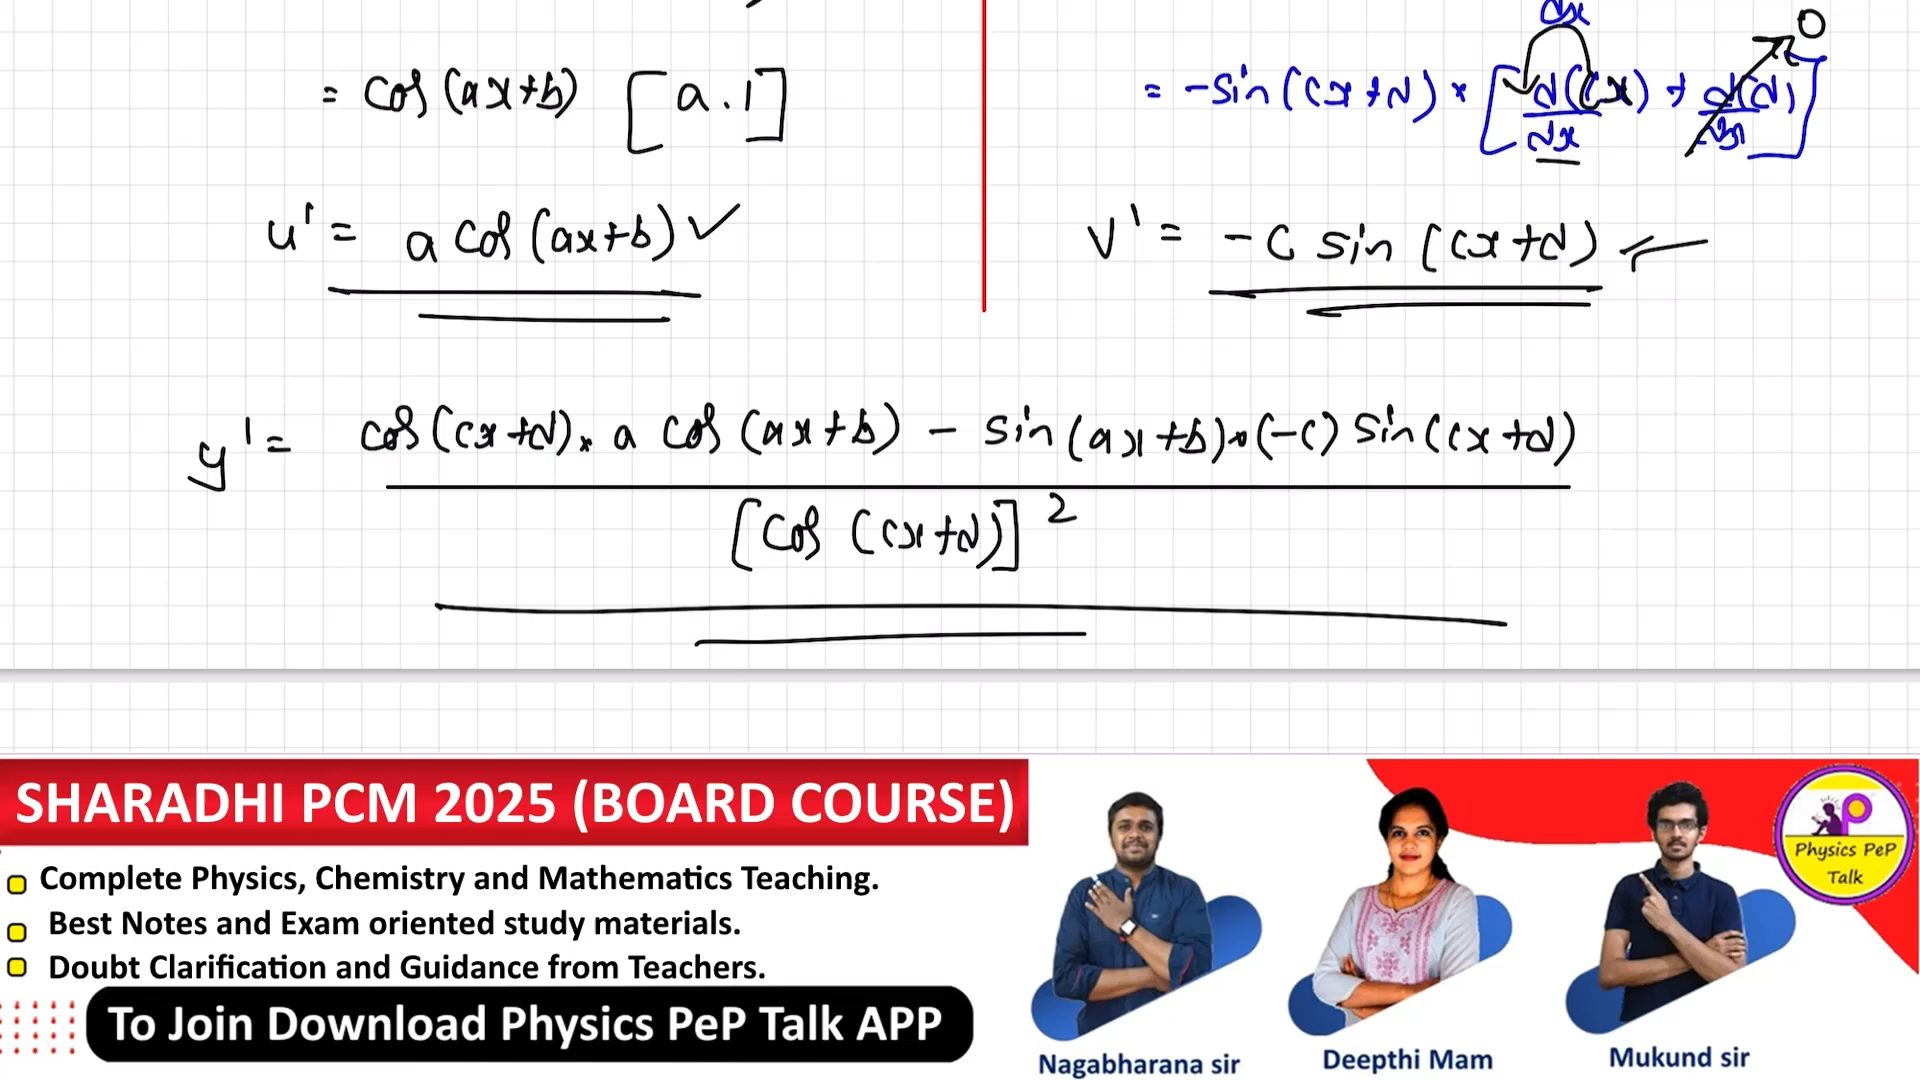 = cos(ax+b) [a.1]
dx
= -sin(cx+d) * [d(cx)/dx + d(d)/dx] 0
u' = a cos(ax+b) ✓
v' = -c sin(cx+d)
y' = cos(cx+d) * a cos(ax+b) - sin(ax+b) * (-c) sin(cx+d)
[cos(cx+d)]²
SHARADHI PCM 2025 (BOARD COURSE)
Complete Physics, Chemistry and Mathematics Teaching.
Best Notes and Exam oriented study materials.
Doubt Clarification and Guidance from Teachers.
To Join Download Physics PeP Talk APP
Physics PeP
Talk
Nagabharana sir
Deepthi Mam
Mukund sir